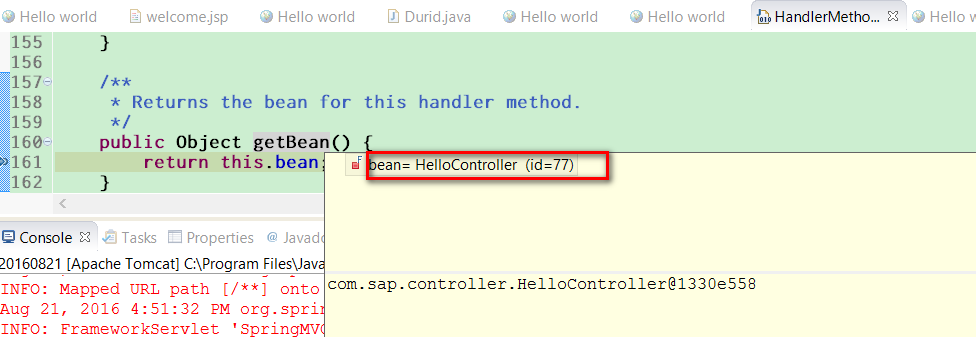 Hello world welcome.jsp Hello world Durid.java Hello world Hello world HandlerMetho... Hello w
155 }
156
157 /**
158 * Returns the bean for this handler method.
159 */
160 public Object getBean() {
161 return this.bean;
162 }
bean= HelloController (id=77)
com.sap.controller.HelloController@1330e558
Console Tasks Properties @ Javado
20160821 [Apache Tomcat] C:\Program Files\Java
INFO: Mapped URL path [/**] onto
Aug 21, 2016 4:51:32 PM org.sprin
INFO: FrameworkServlet 'SpringMVC